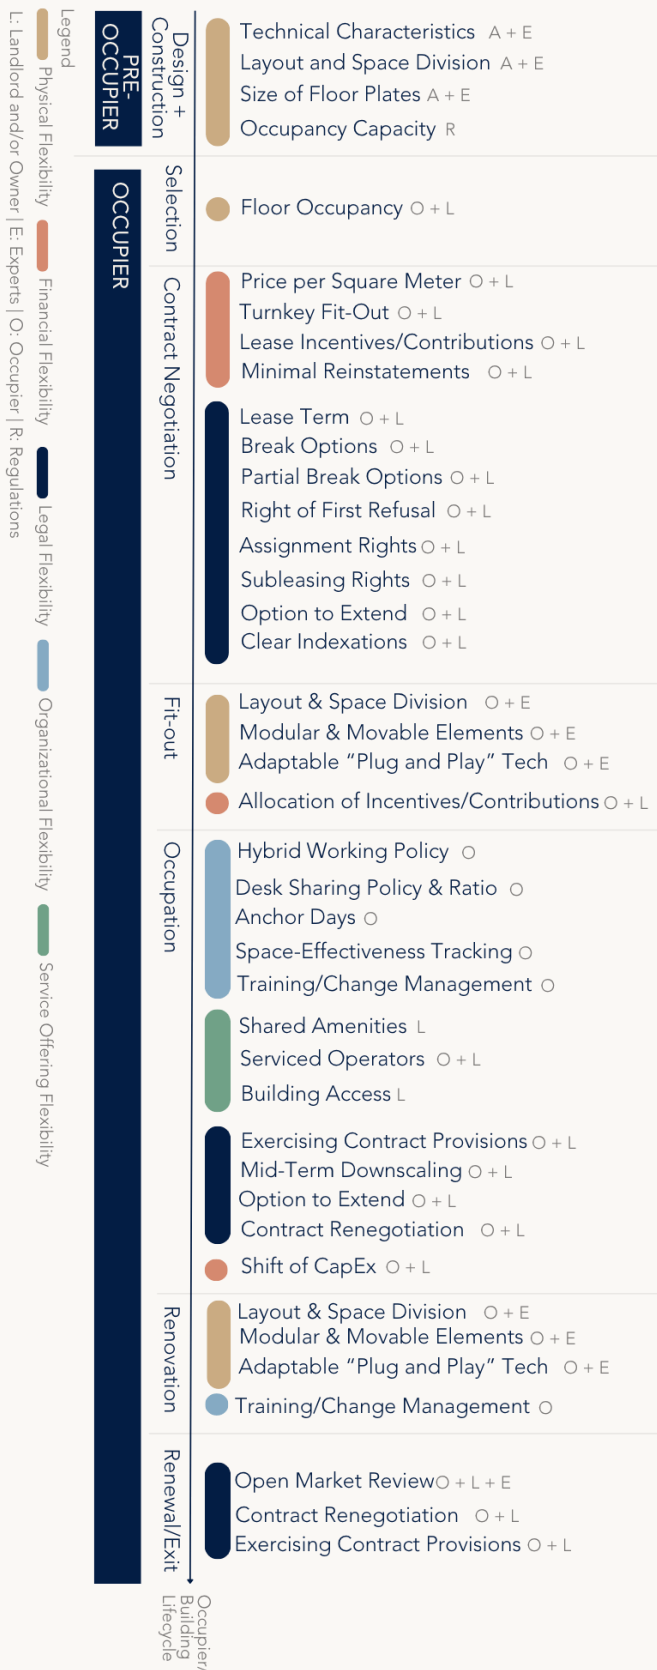 Legend
Physical Flexibility
Financial Flexibility
Legal Flexibility
Organizational Flexibility
Service Offering Flexibility
L: Landlord and/or Owner | E: Experts | O: Occupier | R: Regulations
PRE-
OCCUPIER
Design +
Construction
Technical Characteristics A + E
Layout and Space Division A + E
Size of Floor Plates A + E
Occupancy Capacity R
OCCUPIER
Selection
Floor Occupancy O + L
Contract Negotiation
Price per Square Meter O + L
Turnkey Fit-Out O + L
Lease Incentives/Contributions O + L
Minimal Reinstatements O + L
Lease Term O + L
Break Options O + L
Partial Break Options O + L
Right of First Refusal O + L
Assignment Rights O + L
Subleasing Rights O + L
Option to Extend O + L
Clear Indexations O + L
Fit-out
Layout & Space Division O + E
Modular & Movable Elements O + E
Adaptable “Plug and Play” Tech O + E
Allocation of Incentives/Contributions O + L
Occupation
Hybrid Working Policy O
Desk Sharing Policy & Ratio O
Anchor Days O
Space-Effectiveness Tracking O
Training/Change Management O
Shared Amenities L
Serviced Operators O + L
Building Access L
Exercising Contract Provisions O + L
Mid-Term Downscaling O + L
Option to Extend O + L
Contract Renegotiation O + L
Shift of CapEx O + L
Renovation
Layout & Space Division O + E
Modular & Movable Elements O + E
Adaptable “Plug and Play” Tech O + E
Training/Change Management O
Renewal/Exit
Open Market Review O + L + E
Contract Renegotiation O + L
Exercising Contract Provisions O + L
Occupier/
Building
Lifecycle